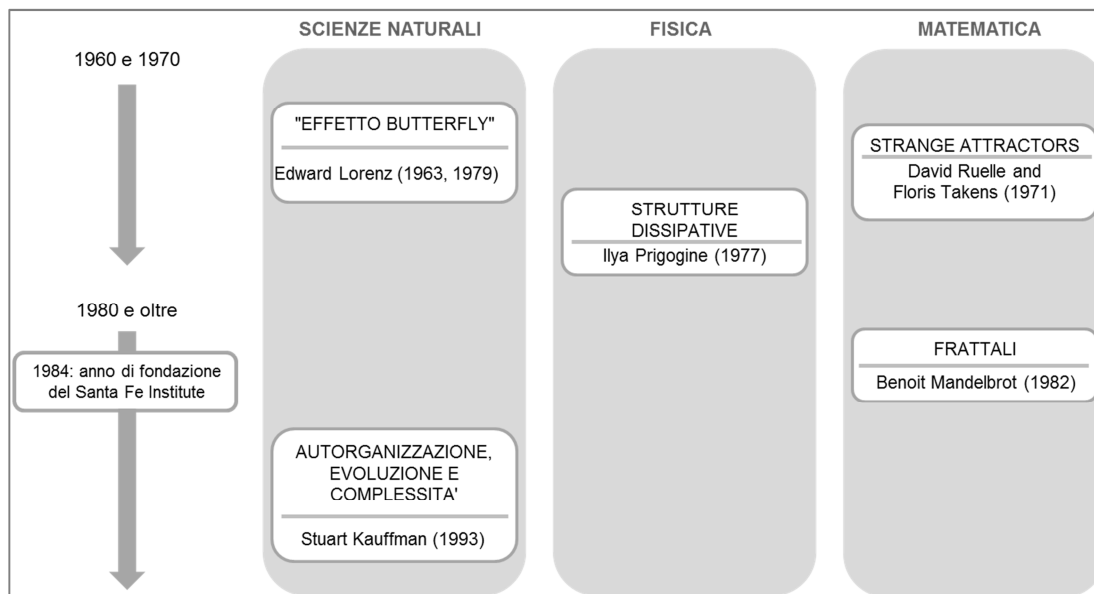 SCIENZE NATURALI
FISICA
MATEMATICA
1960 e 1970
"EFFETTO BUTTERFLY"
Edward Lorenz (1963, 1979)
STRANGE ATTRACTORS
David Ruelle and
Floris Takens (1971)
STRUTTURE
DISSIPATIVE
Ilya Prigogine (1977)
1980 e oltre
1984: anno di fondazione
del Santa Fe Institute
FRATTALI
Benoit Mandelbrot (1982)
AUTORGANIZZAZIONE,
EVOLUZIONE E
COMPLESSITA'
Stuart Kauffman (1993)